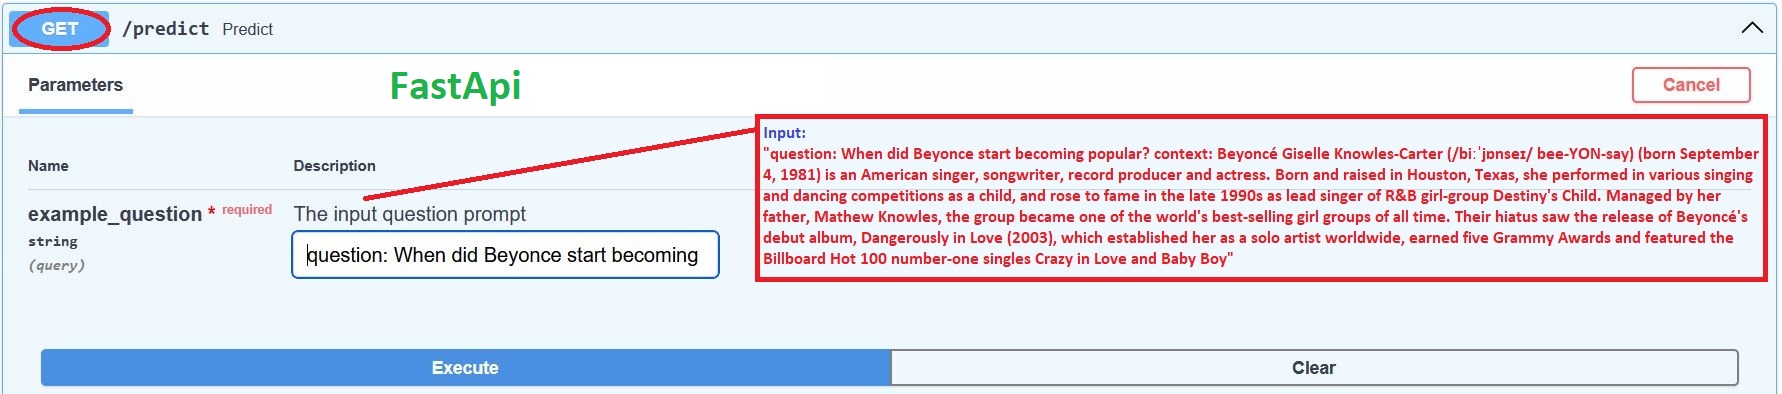 GET /predict Predict
Parameters
FastApi
Cancel
Name
Description
example_question * required
string
(query)
The input question prompt
question: When did Beyonce start becoming
Input:
"question: When did Beyonce start becoming popular? context: Beyoncé Giselle Knowles-Carter (/biːˈjɒnseɪ/ bee-YON-say) (born September
4, 1981) is an American singer, songwriter, record producer and actress. Born and raised in Houston, Texas, she performed in various singing
and dancing competitions as a child, and rose to fame in the late 1990s as lead singer of R&B girl-group Destiny's Child. Managed by her
father, Mathew Knowles, the group became one of the world's best-selling girl groups of all time. Their hiatus saw the release of Beyoncé's
debut album, Dangerously in Love (2003), which established her as a solo artist worldwide, earned five Grammy Awards and featured the
Billboard Hot 100 number-one singles Crazy in Love and Baby Boy"
Execute
Clear